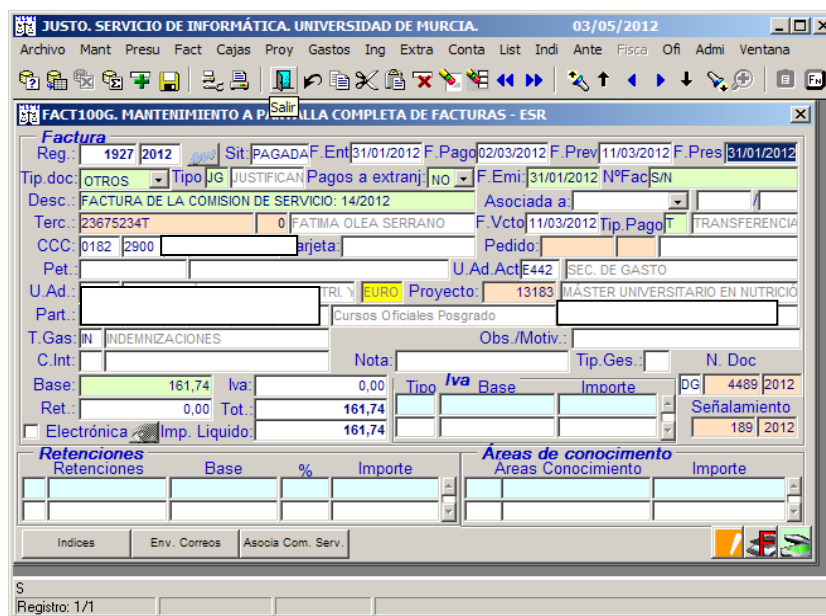 JUSTO. SERVICIO DE INFORMÁTICA. UNIVERSIDAD DE MURCIA. 03/05/2012
Archivo Mant Presu Fact Cajas Proy Gastos Ing Extra Conta List Indi Ante Fisca Ofi Admi Ventana
Salir
FACT100G. MANTENIMIENTO A PANTALLA COMPLETA DE FACTURAS - ESR
Factura
Reg.: 1927 2012 Sit: PAGADA F.Ent 31/01/2012 F.Pago 02/03/2012 F.Prev 11/03/2012 F.Pres 31/01/2012
Tip.doc: OTROS Tipo JG JUSTIFICAN Pagos a extranj: NO F.Emi: 31/01/2012 NºFac S/N
Desc.: FACTURA DE LA COMISION DE SERVICIO: 14/2012 Asociada a: /
Terc.: 23675234T 0 FATIMA OLEA SERRANO F.Vcto 11/03/2012 Tip.Pago T TRANSFERENCIA
CCC: 0182 2900 arjeta: Pedido:
Pet.: U.Ad.Act E442 SEC. DE GASTO
U.Ad.: TRI. Y EURO Proyecto: 13183 MÁSTER UNIVERSITARIO EN NUTRICIÓ
Part.: Cursos Oficiales Posgrado
T.Gas: IN INDEMNIZACIONES Obs./Motiv.:
C.Int: Nota: Tip.Ges.: N. Doc
Base: 161,74 Iva: 0,00 Tipo Iva Base Importe DG 4489 2012
Ret.: 0,00 Tot.: 161,74 Señalamiento
Electrónica Imp. Liquido: 161,74 189 2012
Retenciones Áreas de conocimento
Retenciones Base % Importe Areas Conocimiento Importe
Indices Env. Correos Asocia Com. Serv.
S
Registro: 1/1